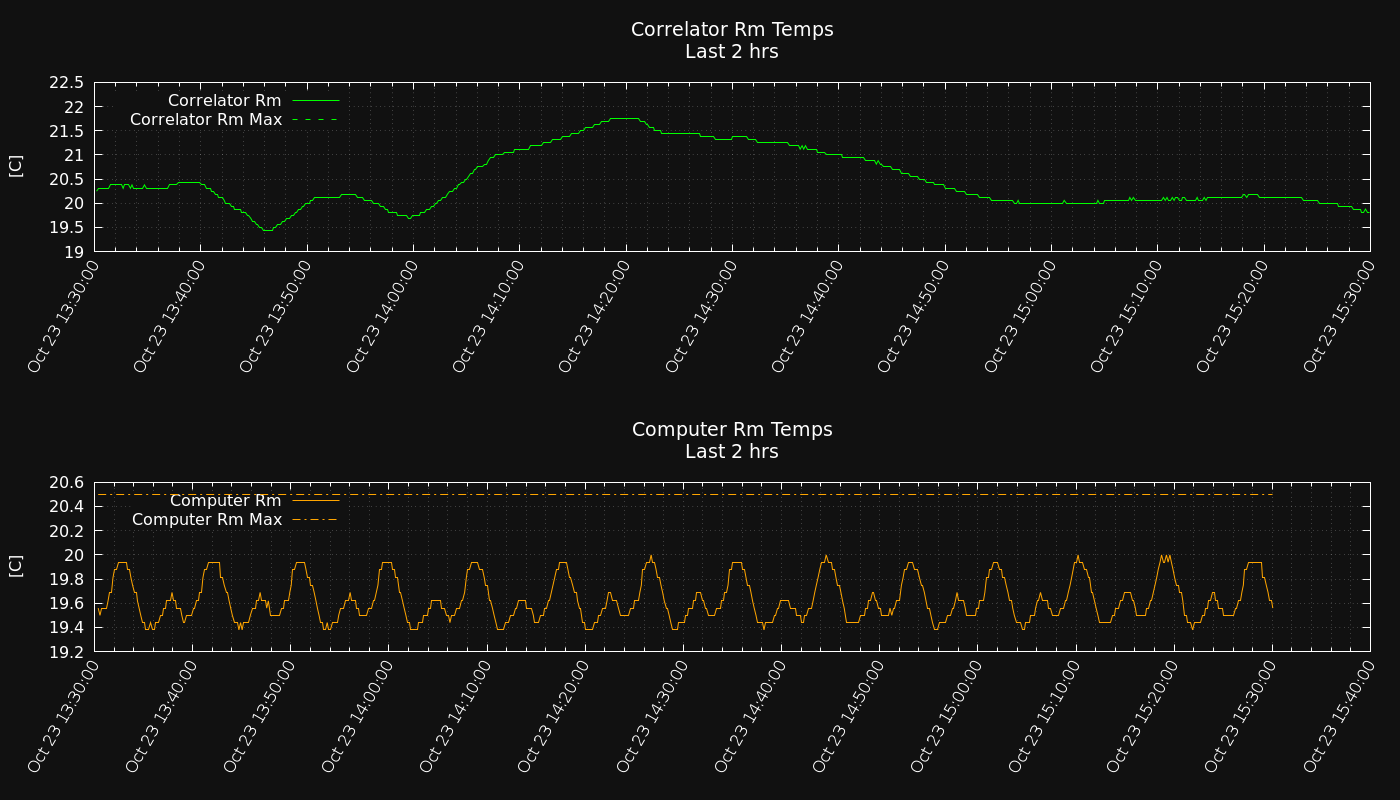 Correlator Rm Temps
Last 2 hrs
22.5
22
21.5
21
20.5
20
19.5
19
[C]
Correlator Rm
Correlator Rm Max
Oct 23 13:30:00
Oct 23 13:40:00
Oct 23 13:50:00
Oct 23 14:00:00
Oct 23 14:10:00
Oct 23 14:20:00
Oct 23 14:30:00
Oct 23 14:40:00
Oct 23 14:50:00
Oct 23 15:00:00
Oct 23 15:10:00
Oct 23 15:20:00
Oct 23 15:30:00
Computer Rm Temps
Last 2 hrs
20.6
20.4
20.2
20
19.8
19.6
19.4
19.2
[C]
Computer Rm
Computer Rm Max
Oct 23 13:30:00
Oct 23 13:40:00
Oct 23 13:50:00
Oct 23 14:00:00
Oct 23 14:10:00
Oct 23 14:20:00
Oct 23 14:30:00
Oct 23 14:40:00
Oct 23 14:50:00
Oct 23 15:00:00
Oct 23 15:10:00
Oct 23 15:20:00
Oct 23 15:30:00
Oct 23 15:40:00